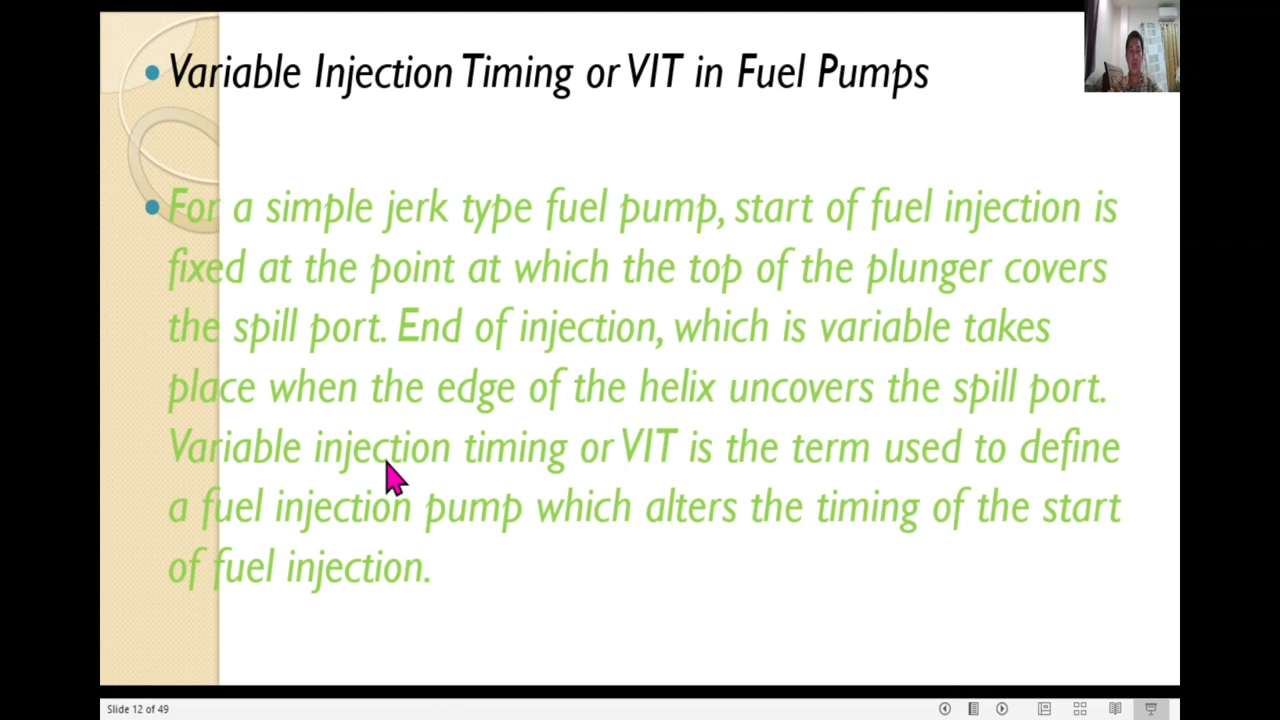 Variable Injection Timing or VIT in Fuel Pumps
For a simple jerk type fuel pump, start of fuel injection is
fixed at the point at which the top of the plunger covers
the spill port. End of injection, which is variable takes
place when the edge of the helix uncovers the spill port.
Variable injection timing or VIT is the term used to define
a fuel injection pump which alters the timing of the start
of fuel injection.
Slide 12 of 49